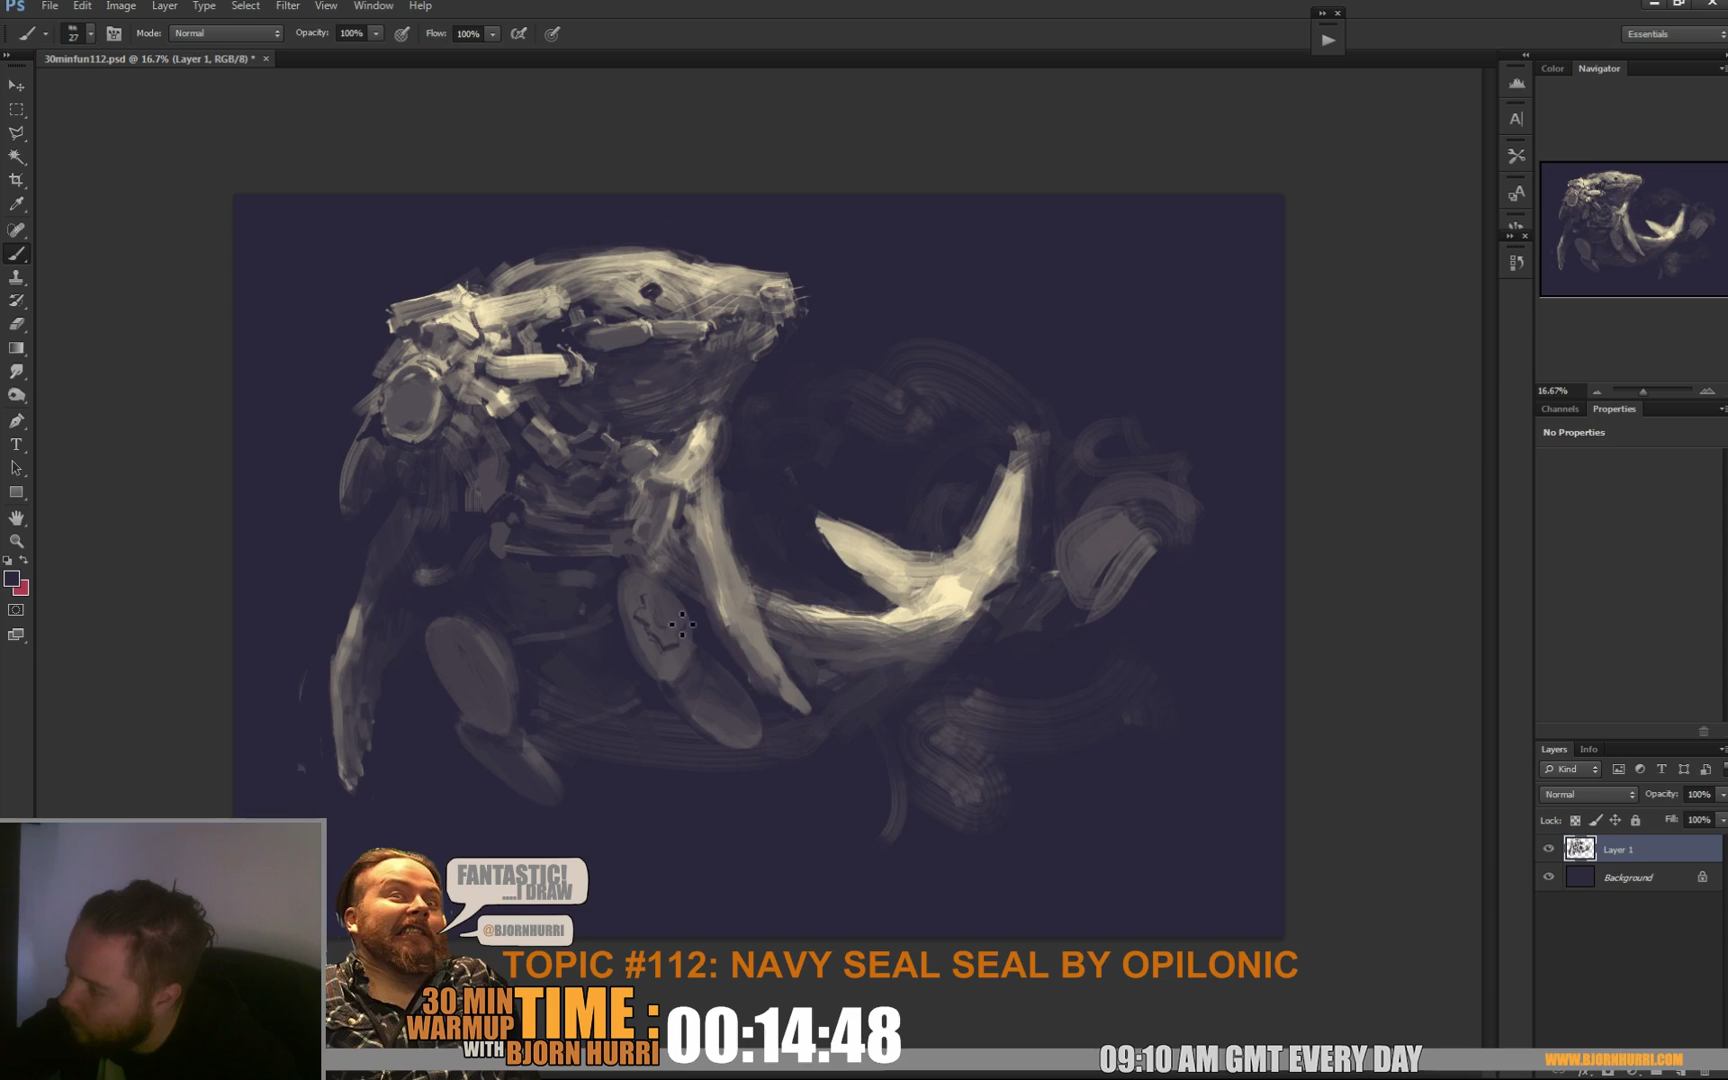 Ps File Edit Image Layer Type Select Filter View Window Help
27 Mode: Normal Opacity: 100% Flow: 100% Essentials
30minfun112.psd @ 16.7% (Layer 1, RGB/8) * ×
Color Navigator
16.67%
Channels Properties
No Properties
Layers Info
Kind
Normal Opacity: 100%
Lock: Fill: 100%
Layer 1
Background
FANTASTIC!
....I DRAW
@BJORNHURRI
TOPIC #112: NAVY SEAL SEAL BY OPILONIC
30 MIN
WARMUP
WITH BJORN HURRI
TIME : 00:14:48
09:10 AM GMT EVERY DAY
WWW.BJORNHURRI.COM